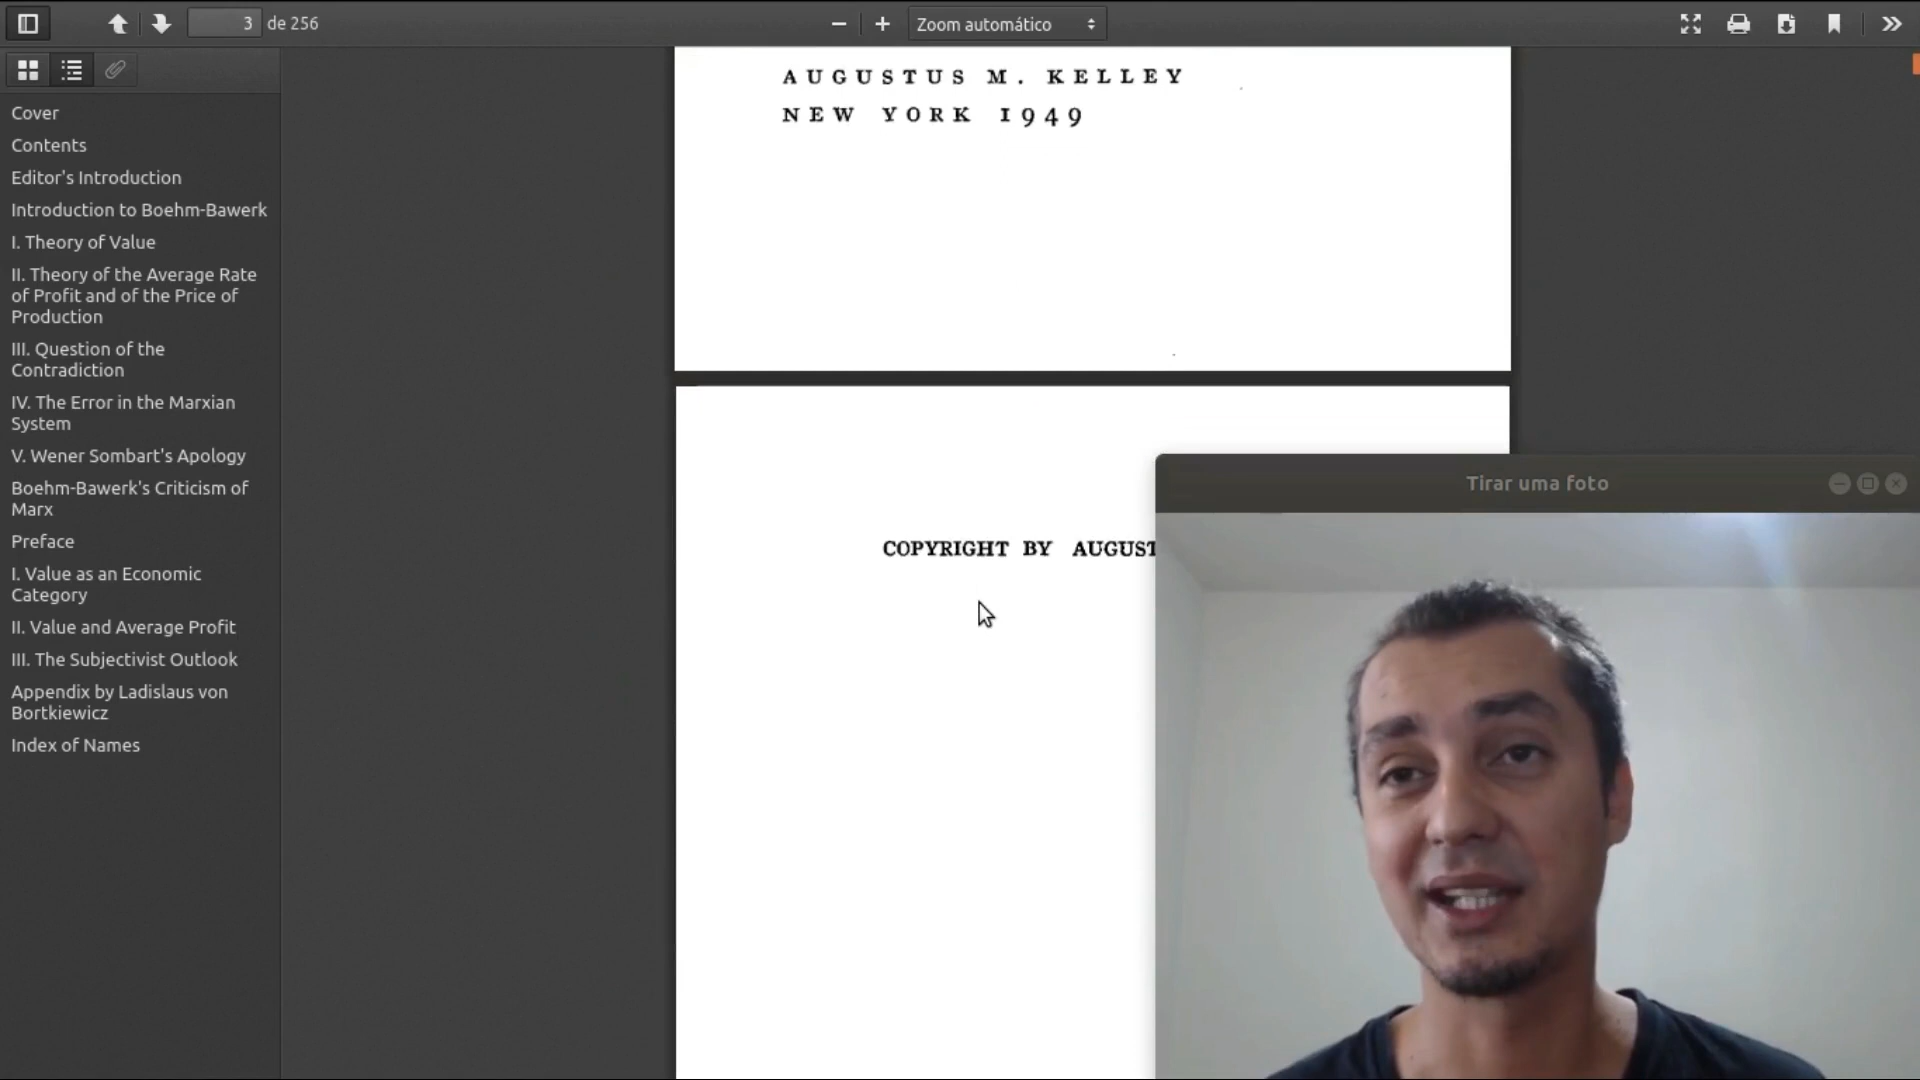 3 de 256
Zoom automático
Cover
Contents
Editor's Introduction
Introduction to Boehm-Bawerk
I. Theory of Value
II. Theory of the Average Rate
of Profit and of the Price of
Production
III. Question of the
Contradiction
IV. The Error in the Marxian
System
V. Wener Sombart's Apology
Boehm-Bawerk's Criticism of
Marx
Preface
I. Value as an Economic
Category
II. Value and Average Profit
III. The Subjectivist Outlook
Appendix by Ladislaus von
Bortkiewicz
Index of Names
AUGUSTUS M. KELLEY
NEW YORK 1949
COPYRIGHT BY AUGUST
Tirar uma foto